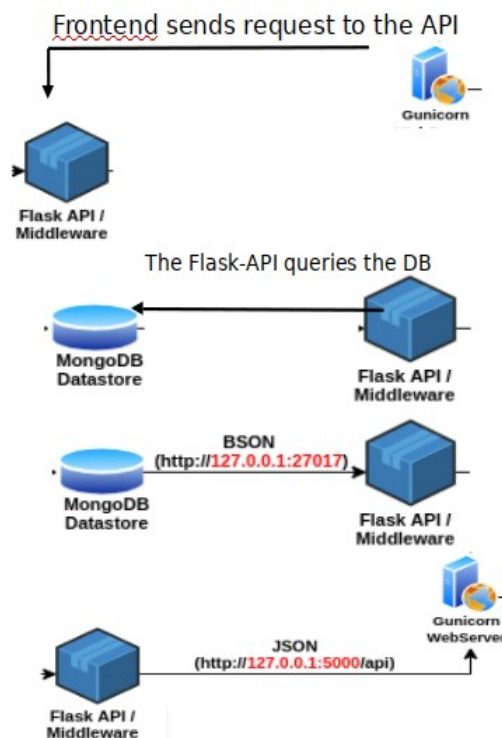 Frontend sends request to the API
Gunicorn
Flask API /
Middleware
The Flask-API queries the DB
MongoDB
Datastore
Flask API /
Middleware
BSON
(http://127.0.0.1:27017)
MongoDB
Datastore
Flask API /
Middleware
Gunicorn
WebServer
JSON
(http://127.0.0.1:5000/api)
Flask API /
Middleware